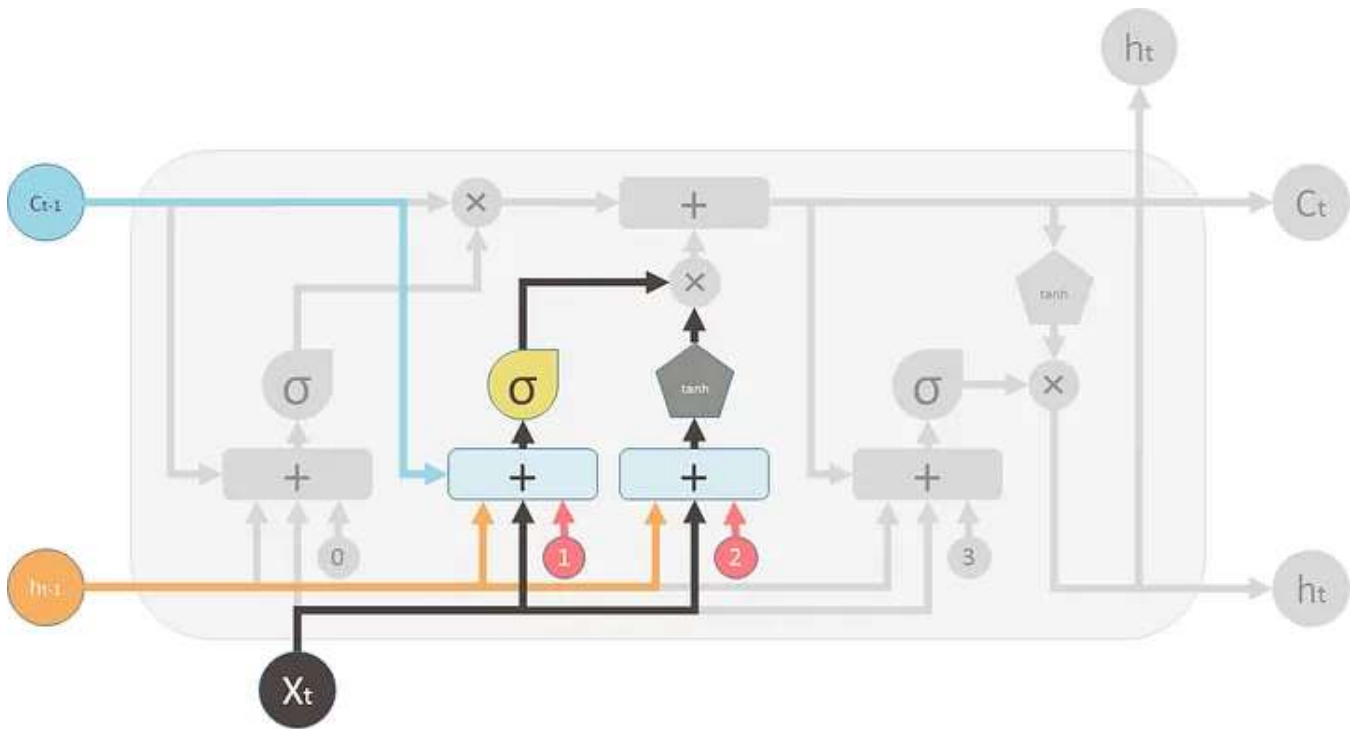 ht
Ct-1
×
+
Ct
×
tanh
σ
σ
tanh
σ
×
+
+
+
+
0
1
2
3
ht-1
ht
Xt